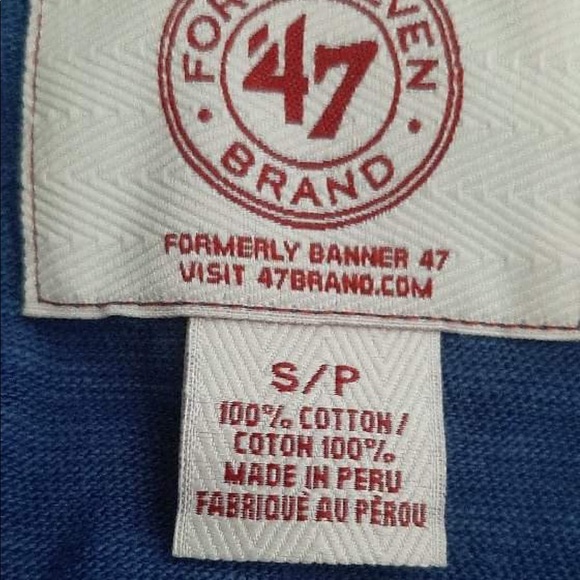 '47
BRAND
FORMERLY BANNER 47
VISIT 47BRAND.COM
S/P
100% COTTON/
COTON 100%
MADE IN PERU
FABRIQUÉ AU PÉROU